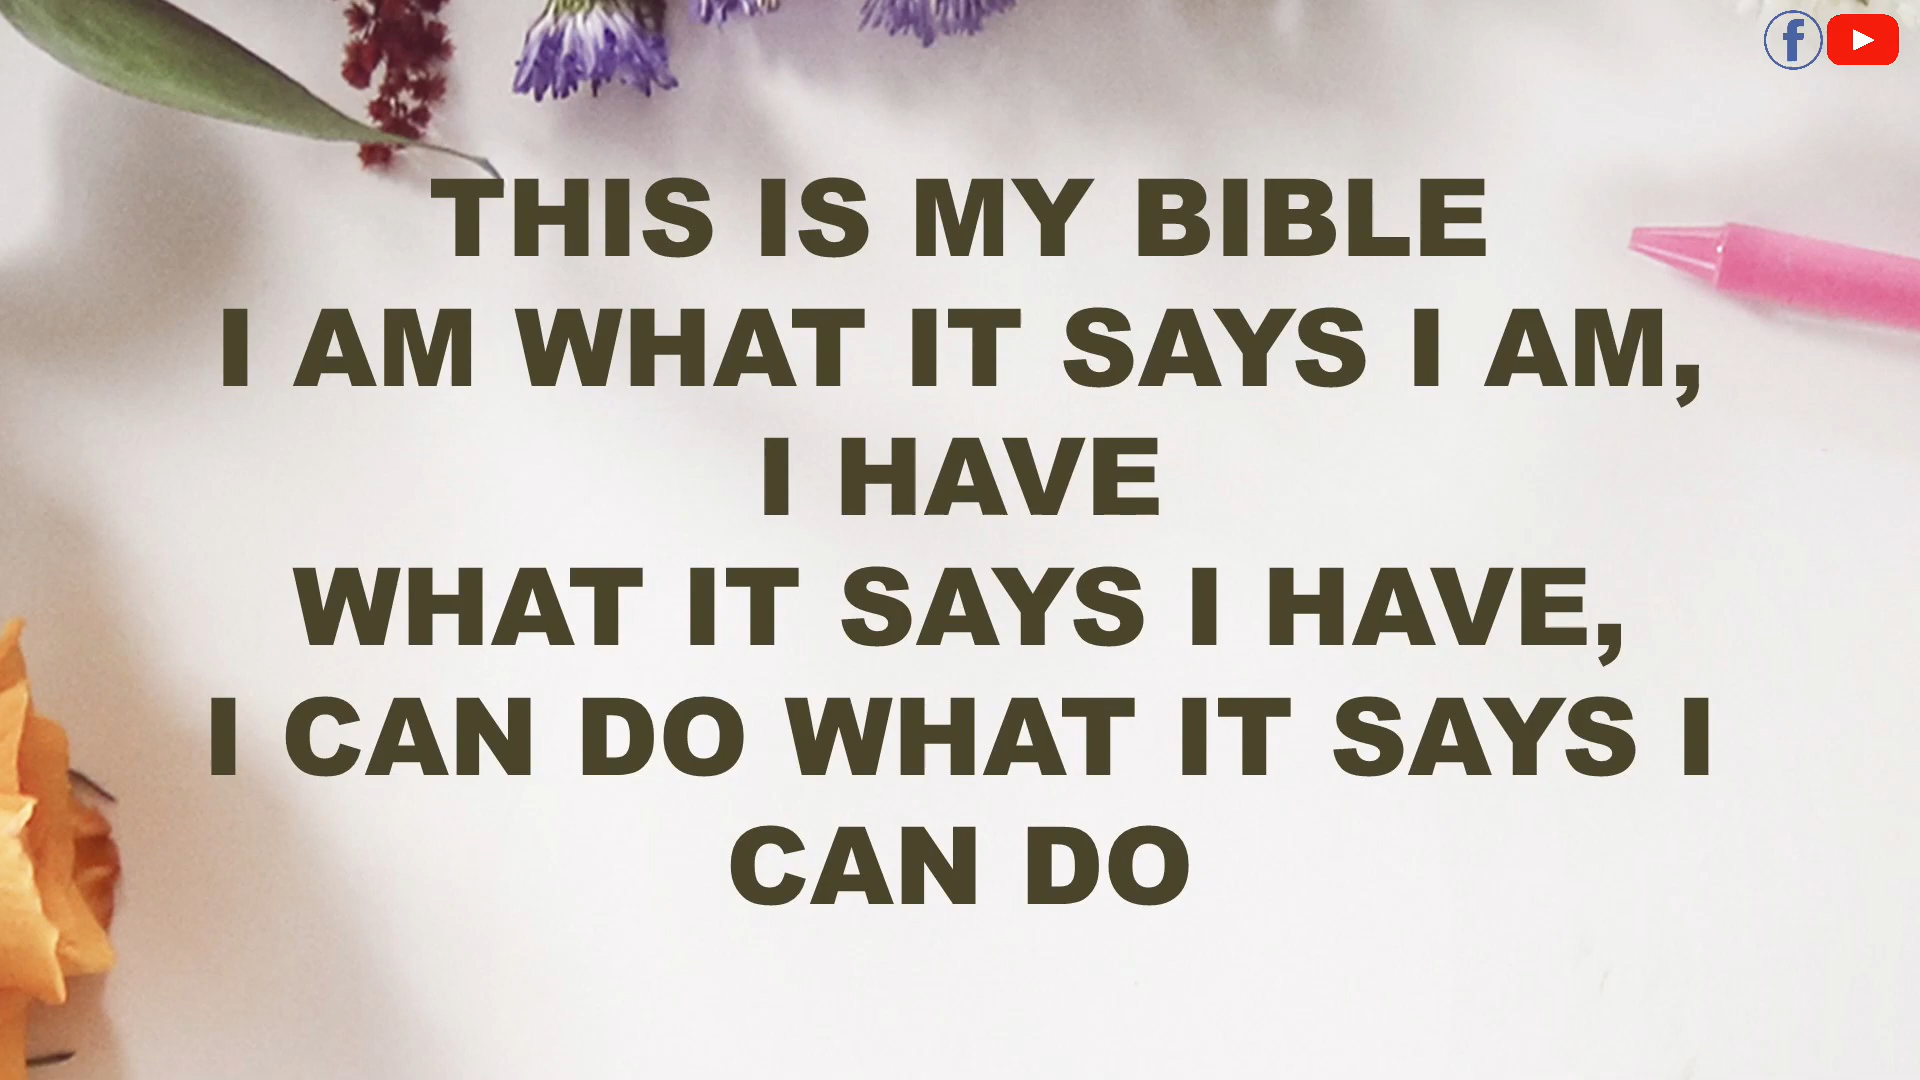 THIS IS MY BIBLE
I AM WHAT IT SAYS I AM,
I HAVE
WHAT IT SAYS I HAVE,
I CAN DO WHAT IT SAYS I
CAN DO